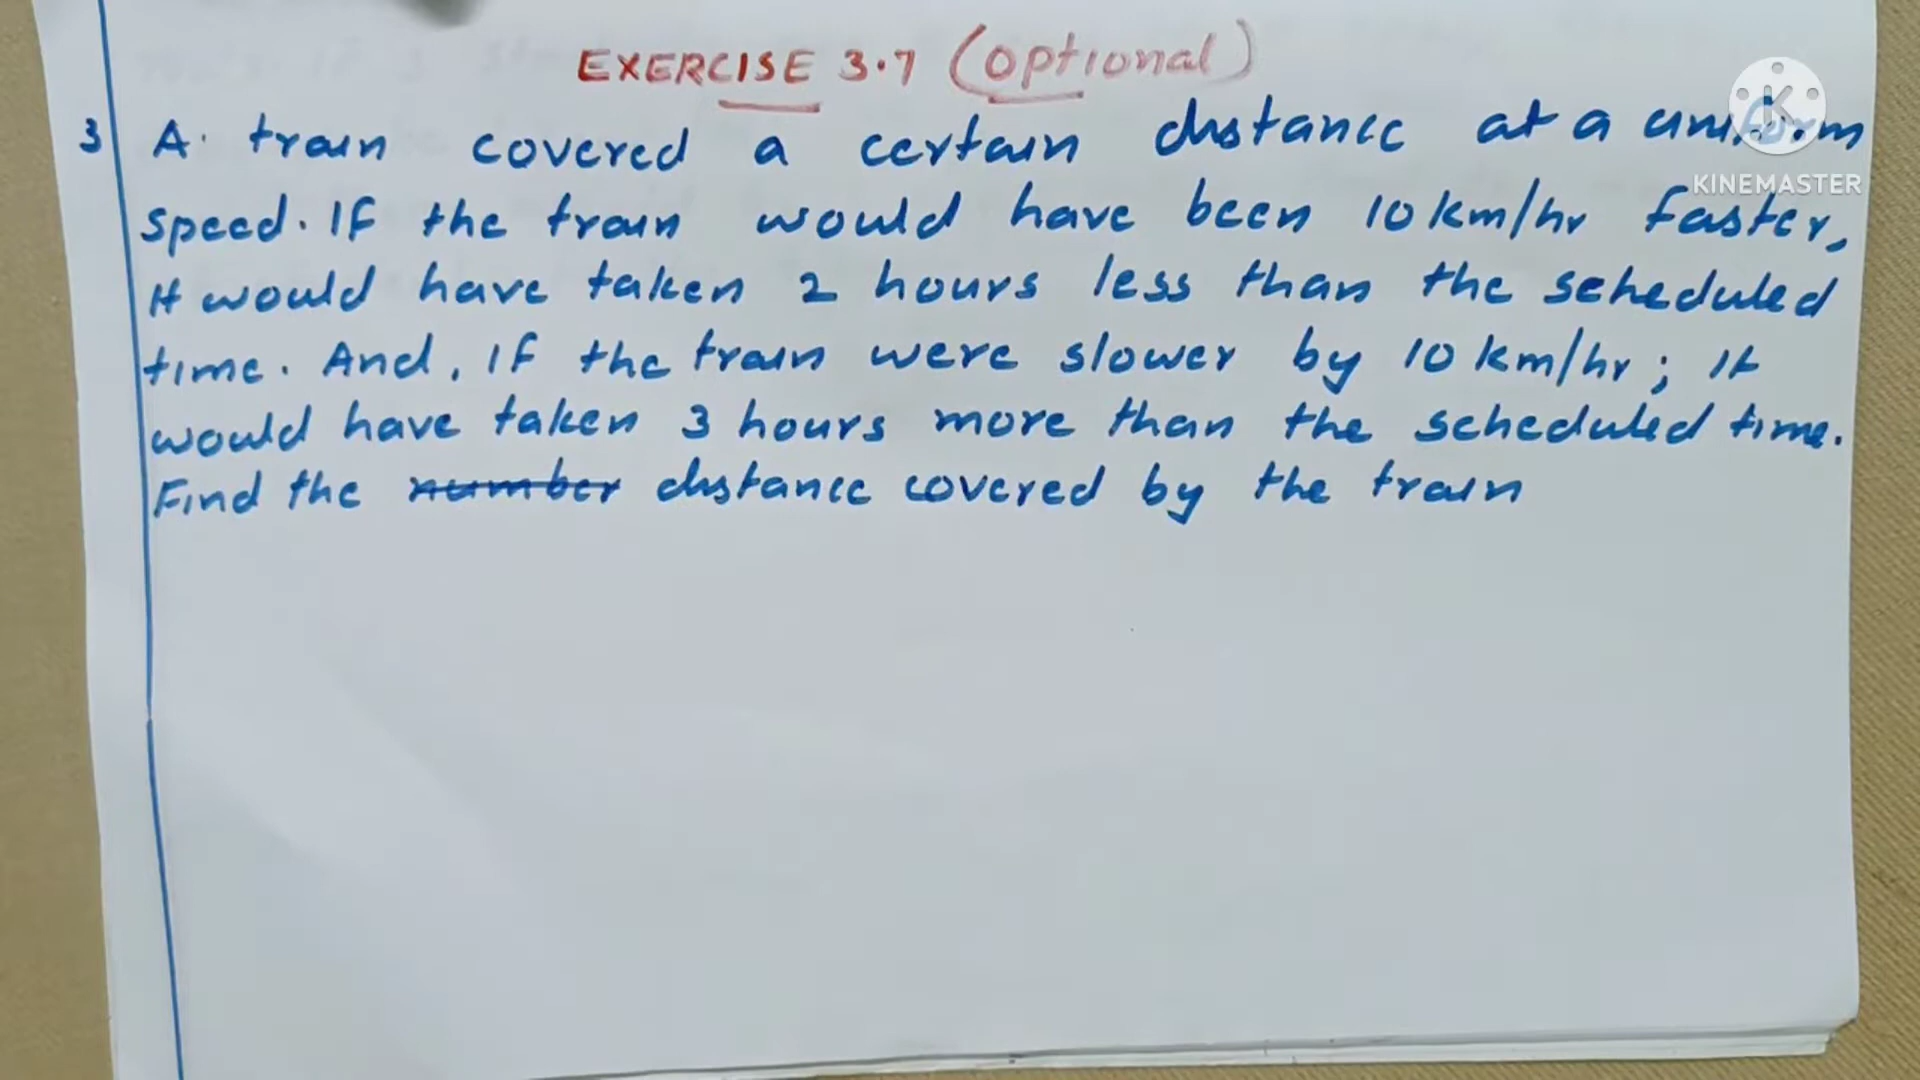 EXERCISE 3.7 (optional)
3 A. train covered a certain distance at a uniform
speed. If the train would have been 10 km/hr faster,
it would have taken 2 hours less than the scheduled
time. And, if the train were slower by 10 km/hr; it
would have taken 3 hours more than the scheduled time.
Find the number distance covered by the train
KINEMASTER